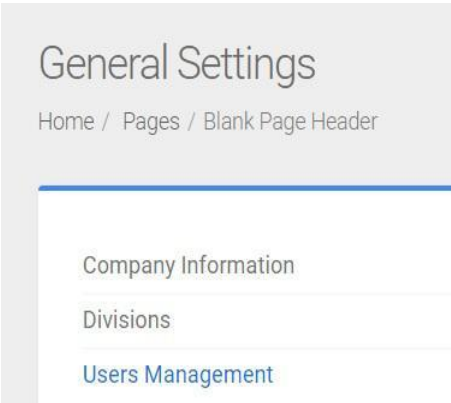 General Settings
Home / Pages / Blank Page Header
Company Information
Divisions
Users Management